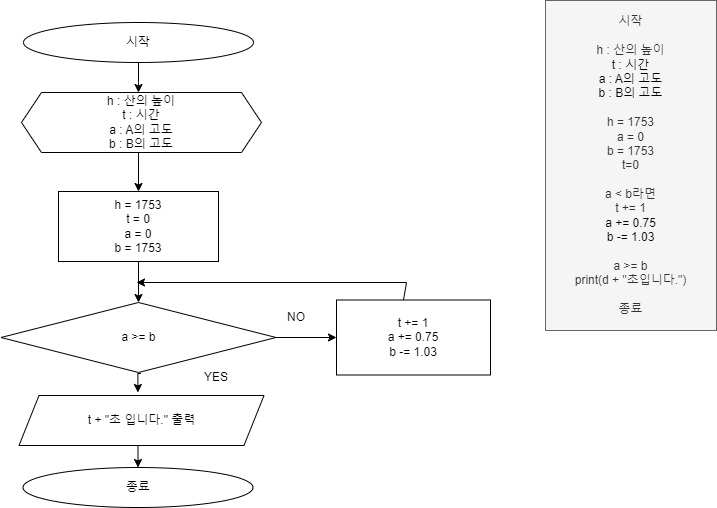 시작
h : 산의 높이
t : 시간
a : A의 고도
b : B의 고도
h = 1753
t = 0
a = 0
b = 1753
a >= b
NO
t += 1
a += 0.75
b -= 1.03
YES
t + "초 입니다." 출력
종료
시작
h : 산의 높이
t : 시간
a : A의 고도
b : B의 고도
h = 1753
a = 0
b = 1753
t=0
a < b라면
t += 1
a += 0.75
b -= 1.03
a >= b
print(d + "초입니다.")
종료